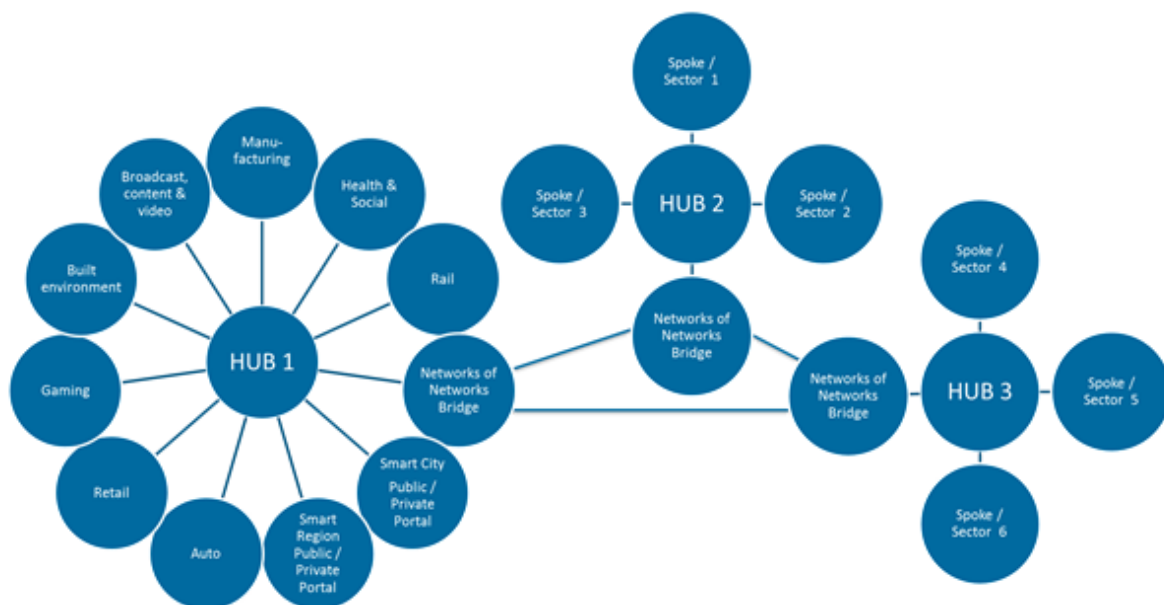 Manu-
facturing
Health &
Social
Rail
Networks of
Networks
Bridge
Smart City
Public /
Private
Portal
Smart
Region
Public /
Private
Portal
Auto
Retail
Gaming
Built
environment
Broadcast,
content &
video
HUB 1
Spoke /
Sector 1
Spoke /
Sector 3
HUB 2
Spoke /
Sector 2
Networks of
Networks
Bridge
Spoke /
Sector 4
Networks of
Networks
Bridge
HUB 3
Spoke /
Sector 5
Spoke /
Sector 6